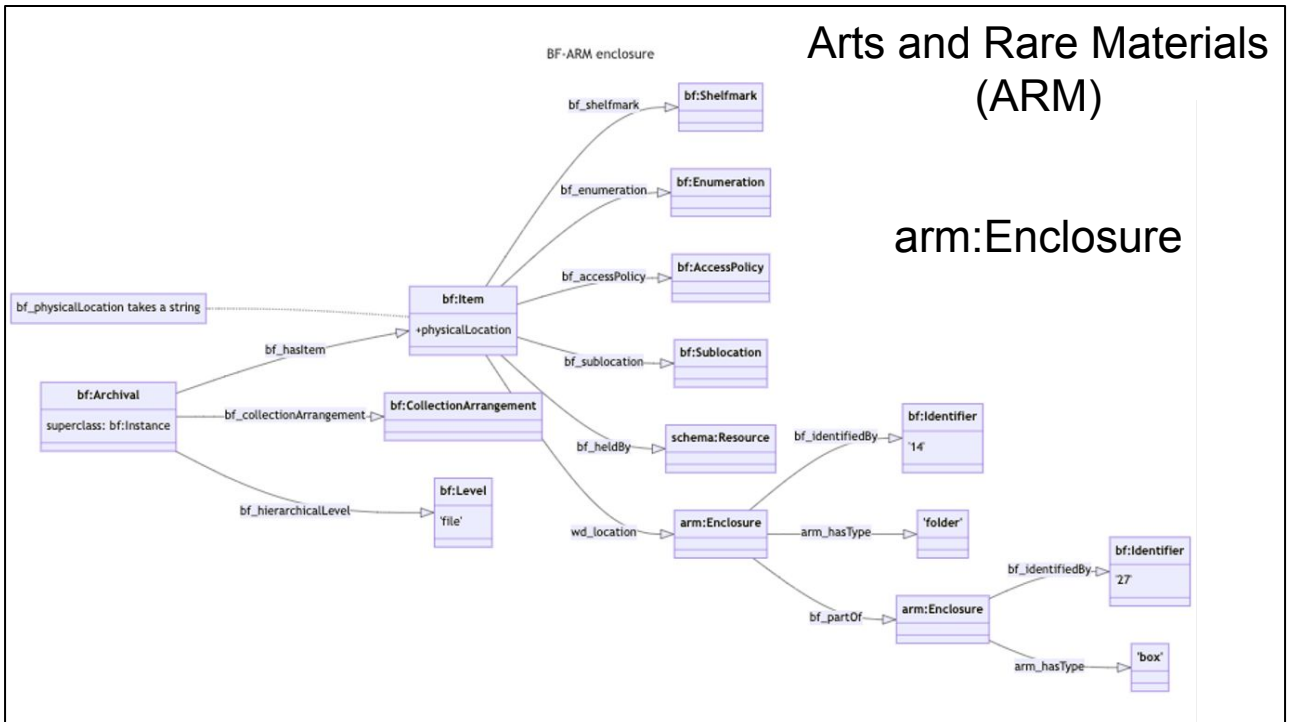 Arts and Rare Materials
(ARM)
BF-ARM enclosure
bf:Shelfmark
bf_shelfmark
bf:Enumeration
bf_enumeration
arm:Enclosure
bf:AccessPolicy
bf_accessPolicy
bf:Item
bf_physicalLocation takes a string
+physicalLocation
bf_hasItem
bf:Sublocation
bf_sublocation
bf:Archival
superclass: bf:Instance
bf_collectionArrangement
bf:CollectionArrangement
bf:Identifier
bf_identifiedBy
'14'
schema:Resource
bf_heldBy
bf:Level
'file'
bf_hierarchicalLevel
wd_location
arm:Enclosure
arm_hasType
'folder'
bf:Identifier
bf_identifiedBy
'27'
bf_partOf
arm:Enclosure
arm_hasType
'box'